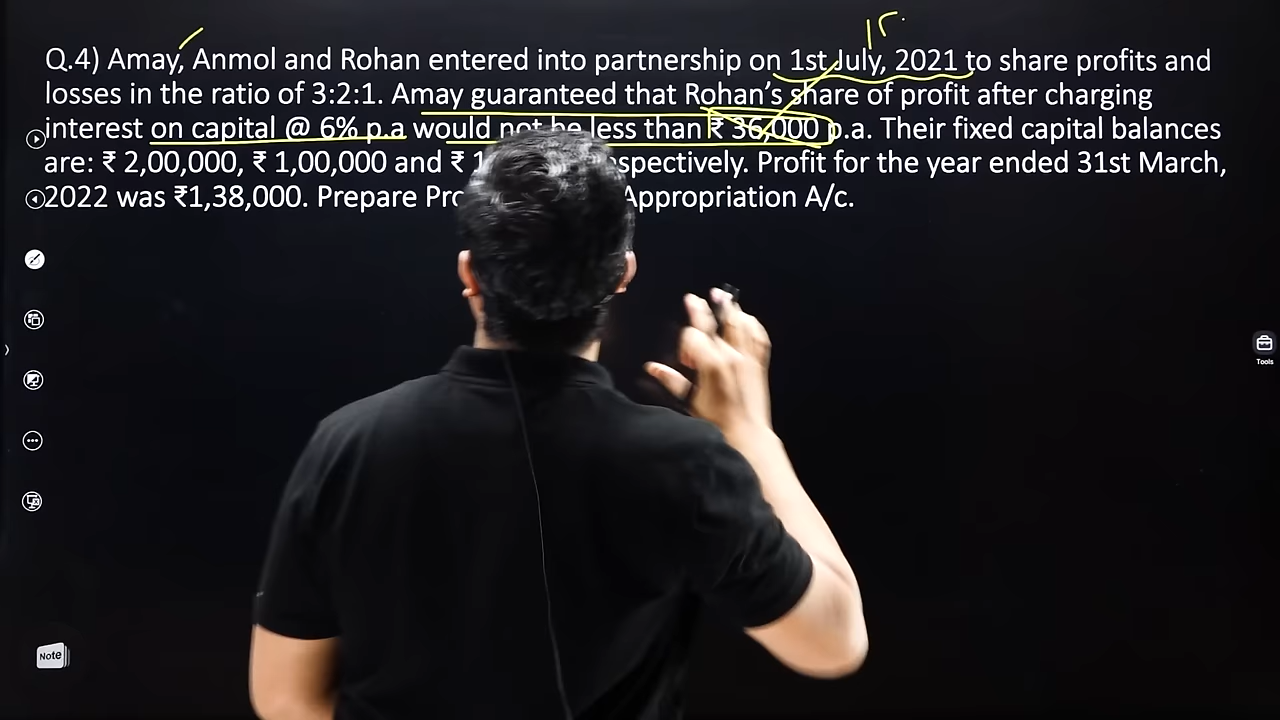 Q.4) Amay, Anmol and Rohan entered into partnership on 1st July, 2021 to share profits and
losses in the ratio of 3:2:1. Amay guaranteed that Rohan's share of profit after charging
interest on capital @ 6% p.a would not be less than ₹ 36,000 p.a. Their fixed capital balances
are: ₹ 2,00,000, ₹ 1,00,000 and ₹ respectively. Profit for the year ended 31st March,
2022 was ₹1,38,000. Prepare Appropriation A/c.
Tools
Note